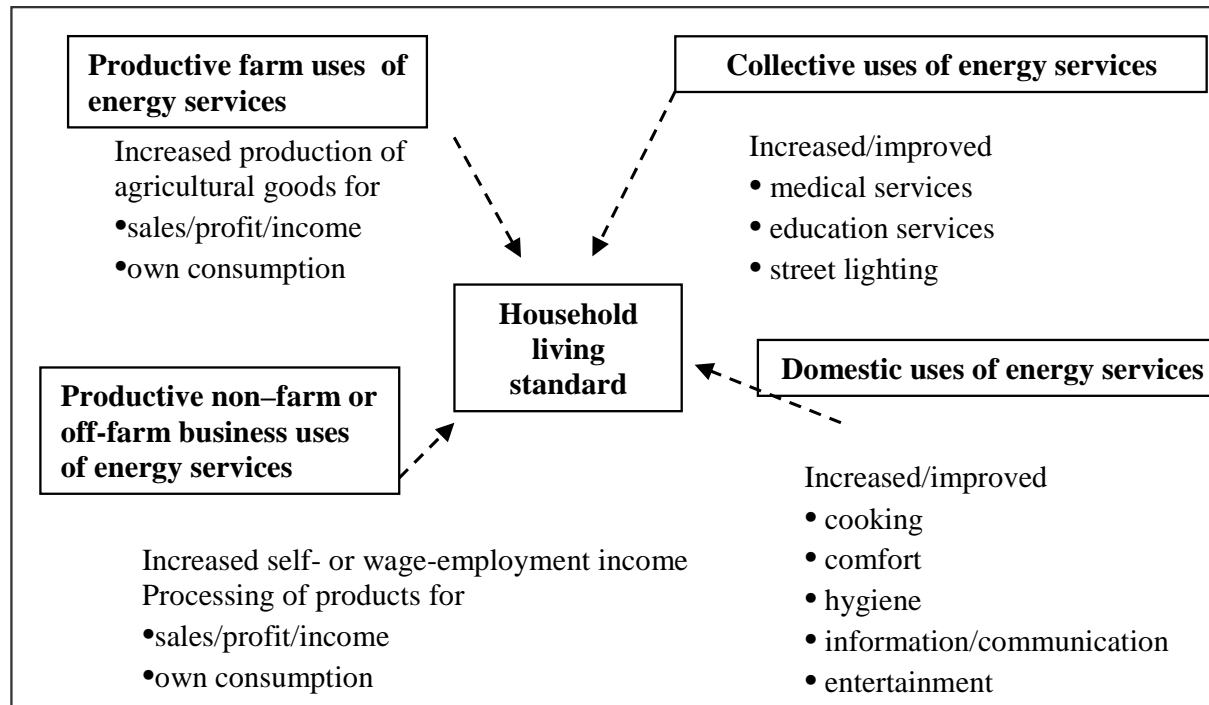 Productive farm uses of
energy services
Increased production of
agricultural goods for
•sales/profit/income
•own consumption
Collective uses of energy services
Increased/improved
• medical services
• education services
• street lighting
Household
living
standard
Productive non–farm or
off-farm business uses
of energy services
Increased self- or wage-employment income
Processing of products for
•sales/profit/income
•own consumption
Domestic uses of energy services
Increased/improved
• cooking
• comfort
• hygiene
• information/communication
• entertainment